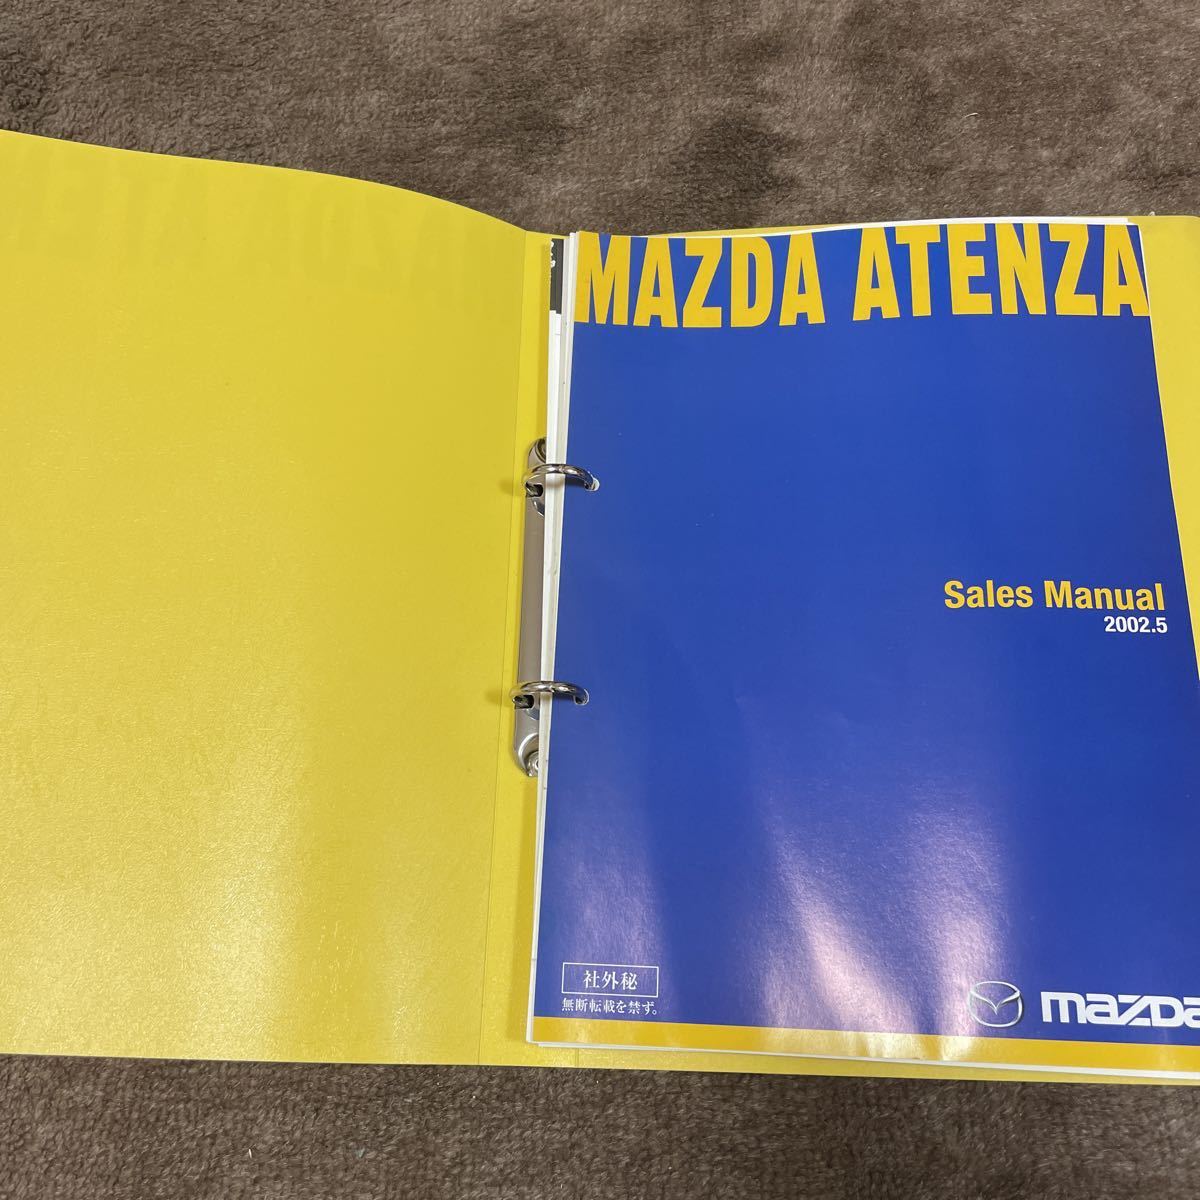 MAZDA ATENZA
Sales Manual
2002.5
社外秘
無断転載を禁ず。
mazda